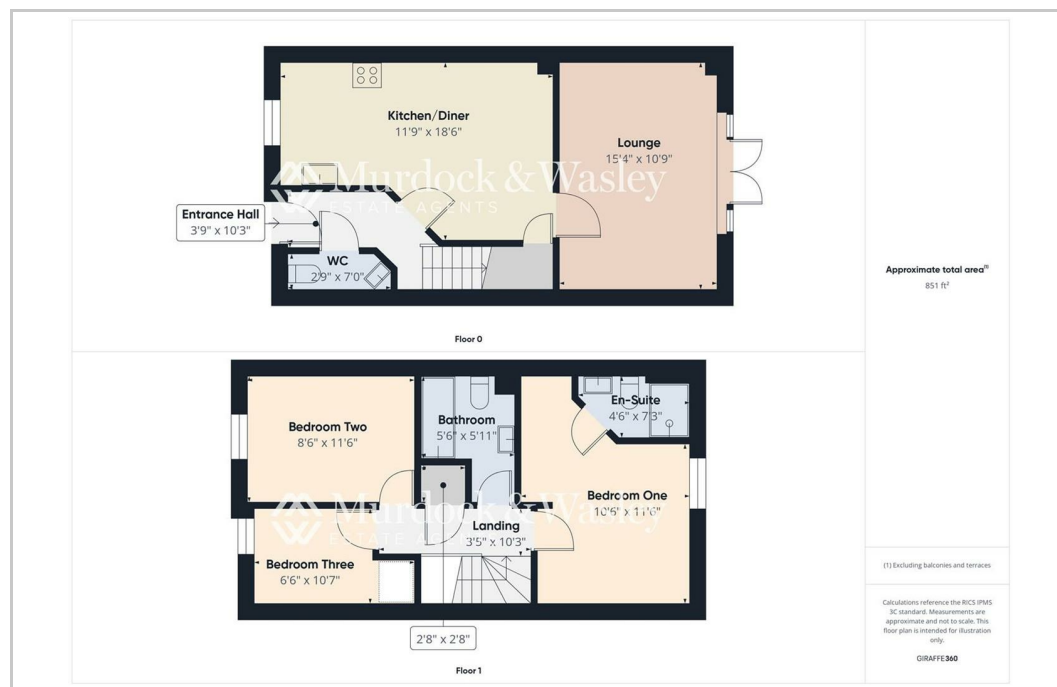 Kitchen/Diner
11'9" x 18'6"
Lounge
15'4" x 10'9"
Murdock & Wasley
ESTATE AGENTS
Entrance Hall
3'9" x 10'3"
WC
2'9" x 7'0"
Floor 0
Approximate total area(1)
851 ft²
En-Suite
4'6" x 7'3"
Bathroom
5'6" x 5'11"
Bedroom Two
8'6" x 11'6"
Bedroom One
10'6" x 11'6"
Murdock & Wasley
ESTATE AGENTS
Landing
3'5" x 10'3"
Bedroom Three
6'6" x 10'7"
2'8" x 2'8"
Floor 1
(1) Excluding balconies and terraces
Calculations reference the RICS IPMS
3C standard. Measurements are
approximate and not to scale. This
floor plan is intended for illustration
only.
GIRAFFE360